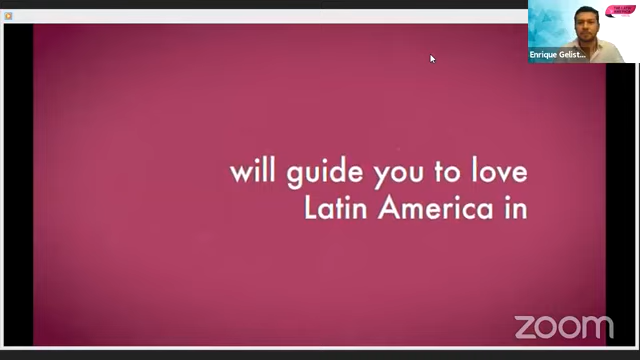 Enrique Gelist...
will guide you to love
Latin America in
zoom